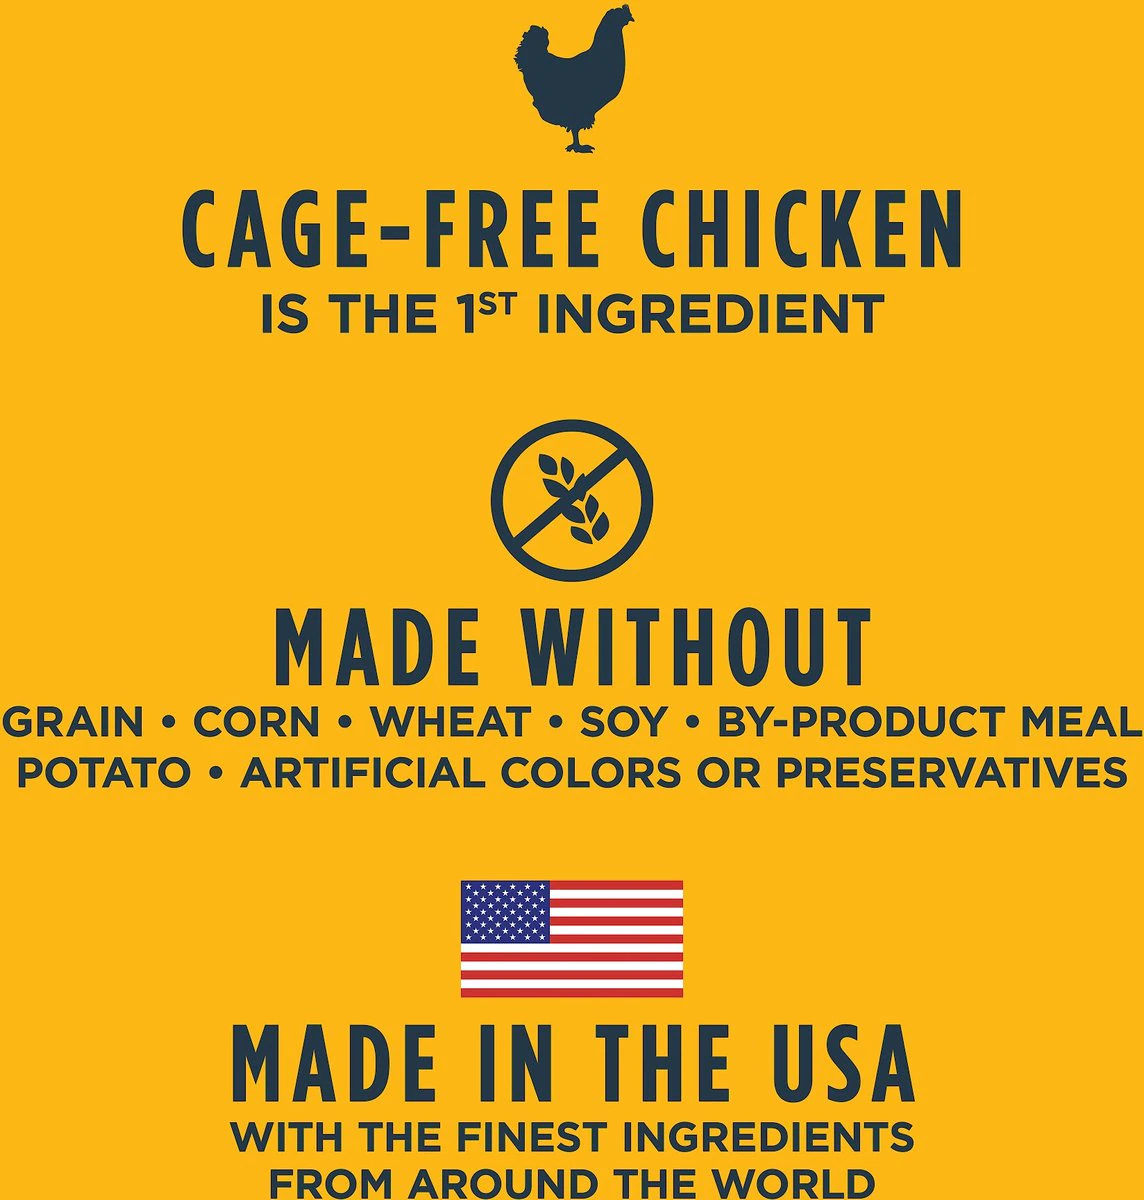 CAGE-FREE CHICKEN
IS THE 1ST INGREDIENT
MADE WITHOUT
GRAIN • CORN • WHEAT • SOY • BY-PRODUCT MEAL
POTATO • ARTIFICIAL COLORS OR PRESERVATIVES
MADE IN THE USA
WITH THE FINEST INGREDIENTS
FROM AROUND THE WORLD